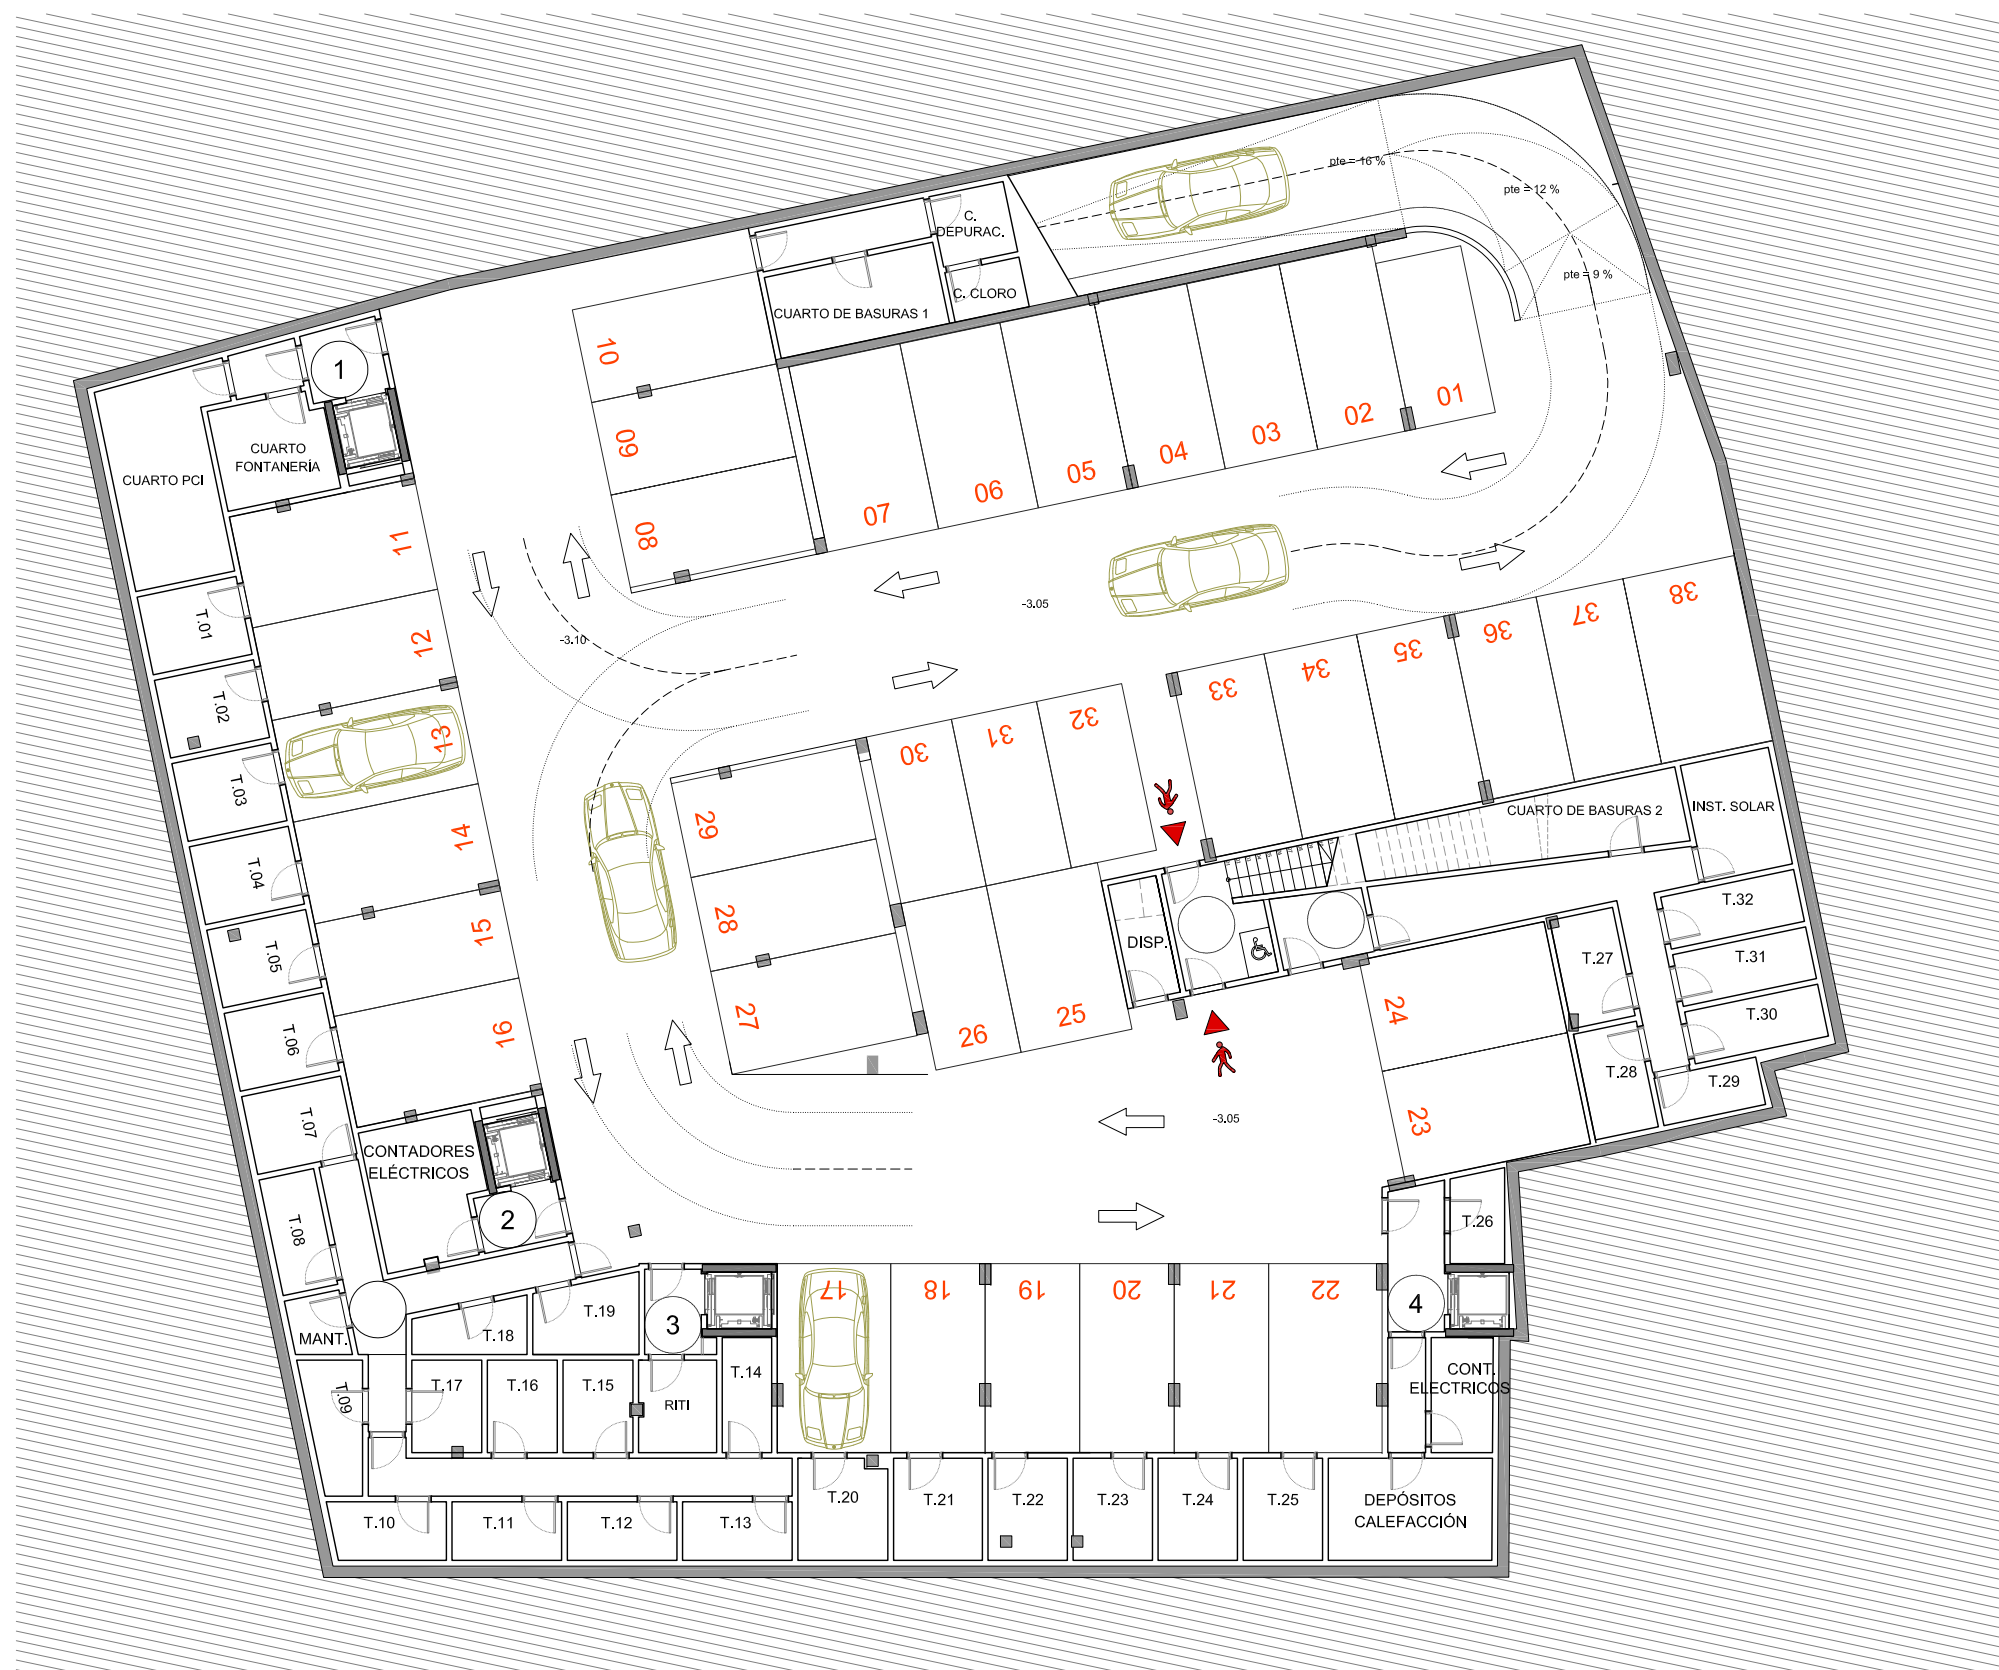 pte = 16 %
pte = 12 %
pte = 9 %
C.
DEPURAC.
C. CLORO
CUARTO DE BASURAS 1
10
09
08
07
06
05
04
03
02
01
1
CUARTO
FONTANERÍA
CUARTO PCI
11
12
13
14
15
16
T.01
T.02
T.03
T.04
T.05
T.06
T.07
T.08
-3.10
-3.05
38
37
36
35
34
33
32
31
30
29
28
27
26
25
CUARTO DE BASURAS 2
INST. SOLAR
DISP.
T.32
T.31
T.30
T.29
T.28
T.27
24
23
-3.05
CONTADORES
ELÉCTRICOS
2
MANT.
T.09
T.18
T.19
3
T.17
T.16
T.15
RITI
T.14
17
18
19
20
21
22
4
T.26
CONT.
ELECTRICOS
T.10
T.11
T.12
T.13
T.20
T.21
T.22
T.23
T.24
T.25
DEPÓSITOS
CALEFACCIÓN